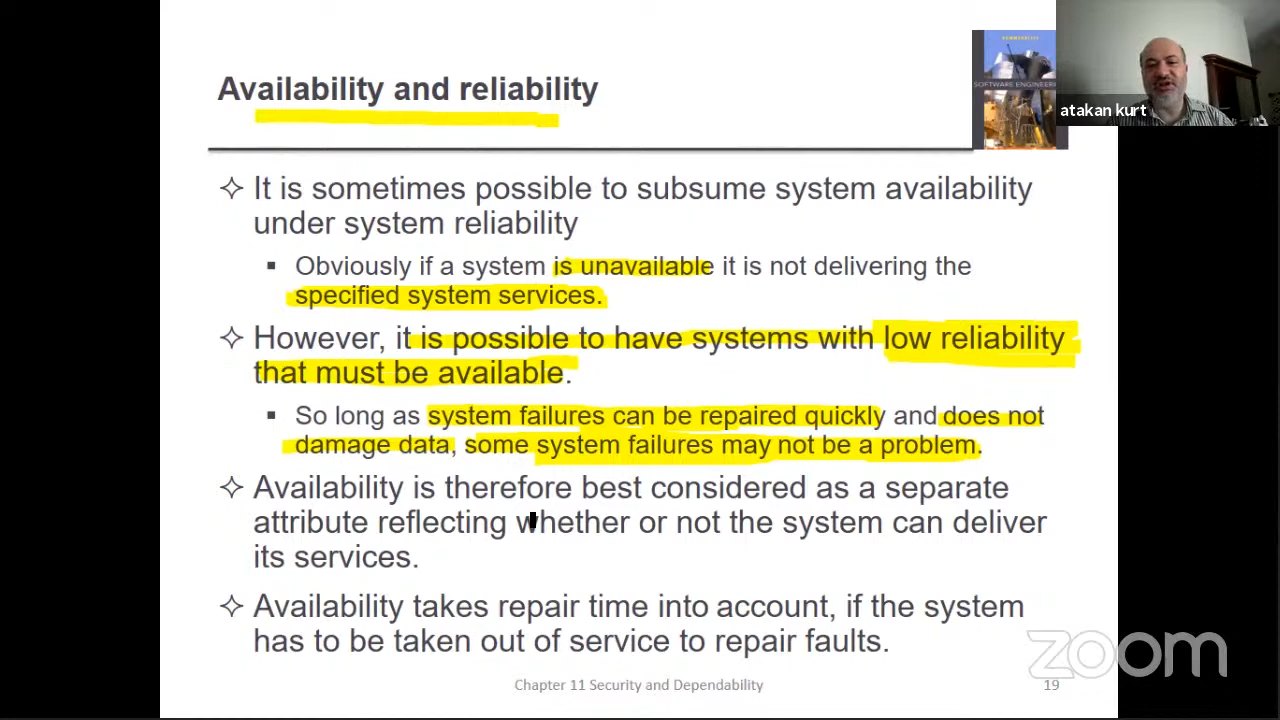 Availability and reliability
SOMMERVILLE
SOFTWARE ENGINEERING
atakan kurt
✧ It is sometimes possible to subsume system availability
under system reliability
▪ Obviously if a system is unavailable it is not delivering the
specified system services.
✧ However, it is possible to have systems with low reliability
that must be available.
▪ So long as system failures can be repaired quickly and does not
damage data, some system failures may not be a problem.
✧ Availability is therefore best considered as a separate
attribute reflecting whether or not the system can deliver
its services.
✧ Availability takes repair time into account, if the system
has to be taken out of service to repair faults.
zoom
Chapter 11 Security and Dependability
19